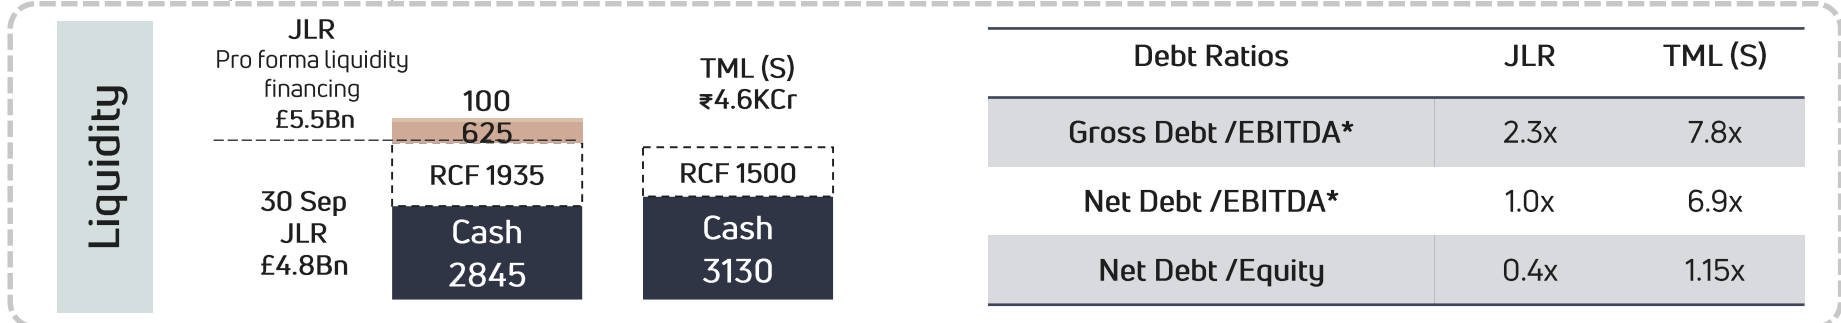 Liquidity
JLR
Pro forma liquidity
financing
£5.5Bn
30 Sep
JLR
£4.8Bn
100
625
RCF 1935
Cash
2845
TML (S)
₹4.6KCr
RCF 1500
Cash
3130
Debt Ratios JLR TML (S)
Gross Debt /EBITDA* 2.3x 7.8x
Net Debt /EBITDA* 1.0x 6.9x
Net Debt /Equity 0.4x 1.15x